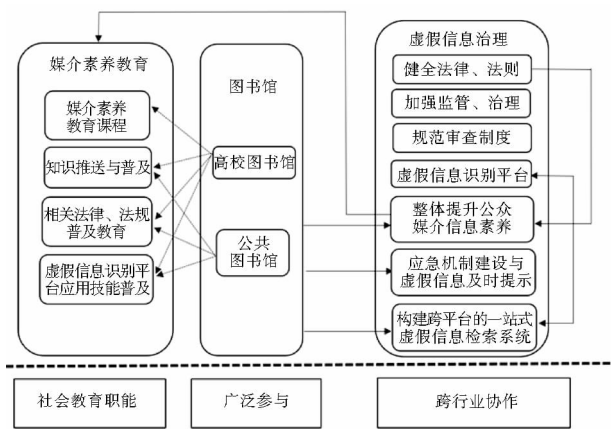 媒介素养教育
媒介素养
教育课程
知识推送与普及
相关法律、法规
普及教育
虚假信息识别平
台应用技能普及
图书馆
高校图书馆
公共
图书馆
虚假信息治理
健全法律、法则
加强监管、治理
规范审查制度
虚假信息识别平台
整体提升公众
媒介信息素养
应急机制建设与
虚假信息及时提示
构建跨平台的一站式
虚假信息检索系统
社会教育职能
广泛参与
跨行业协作